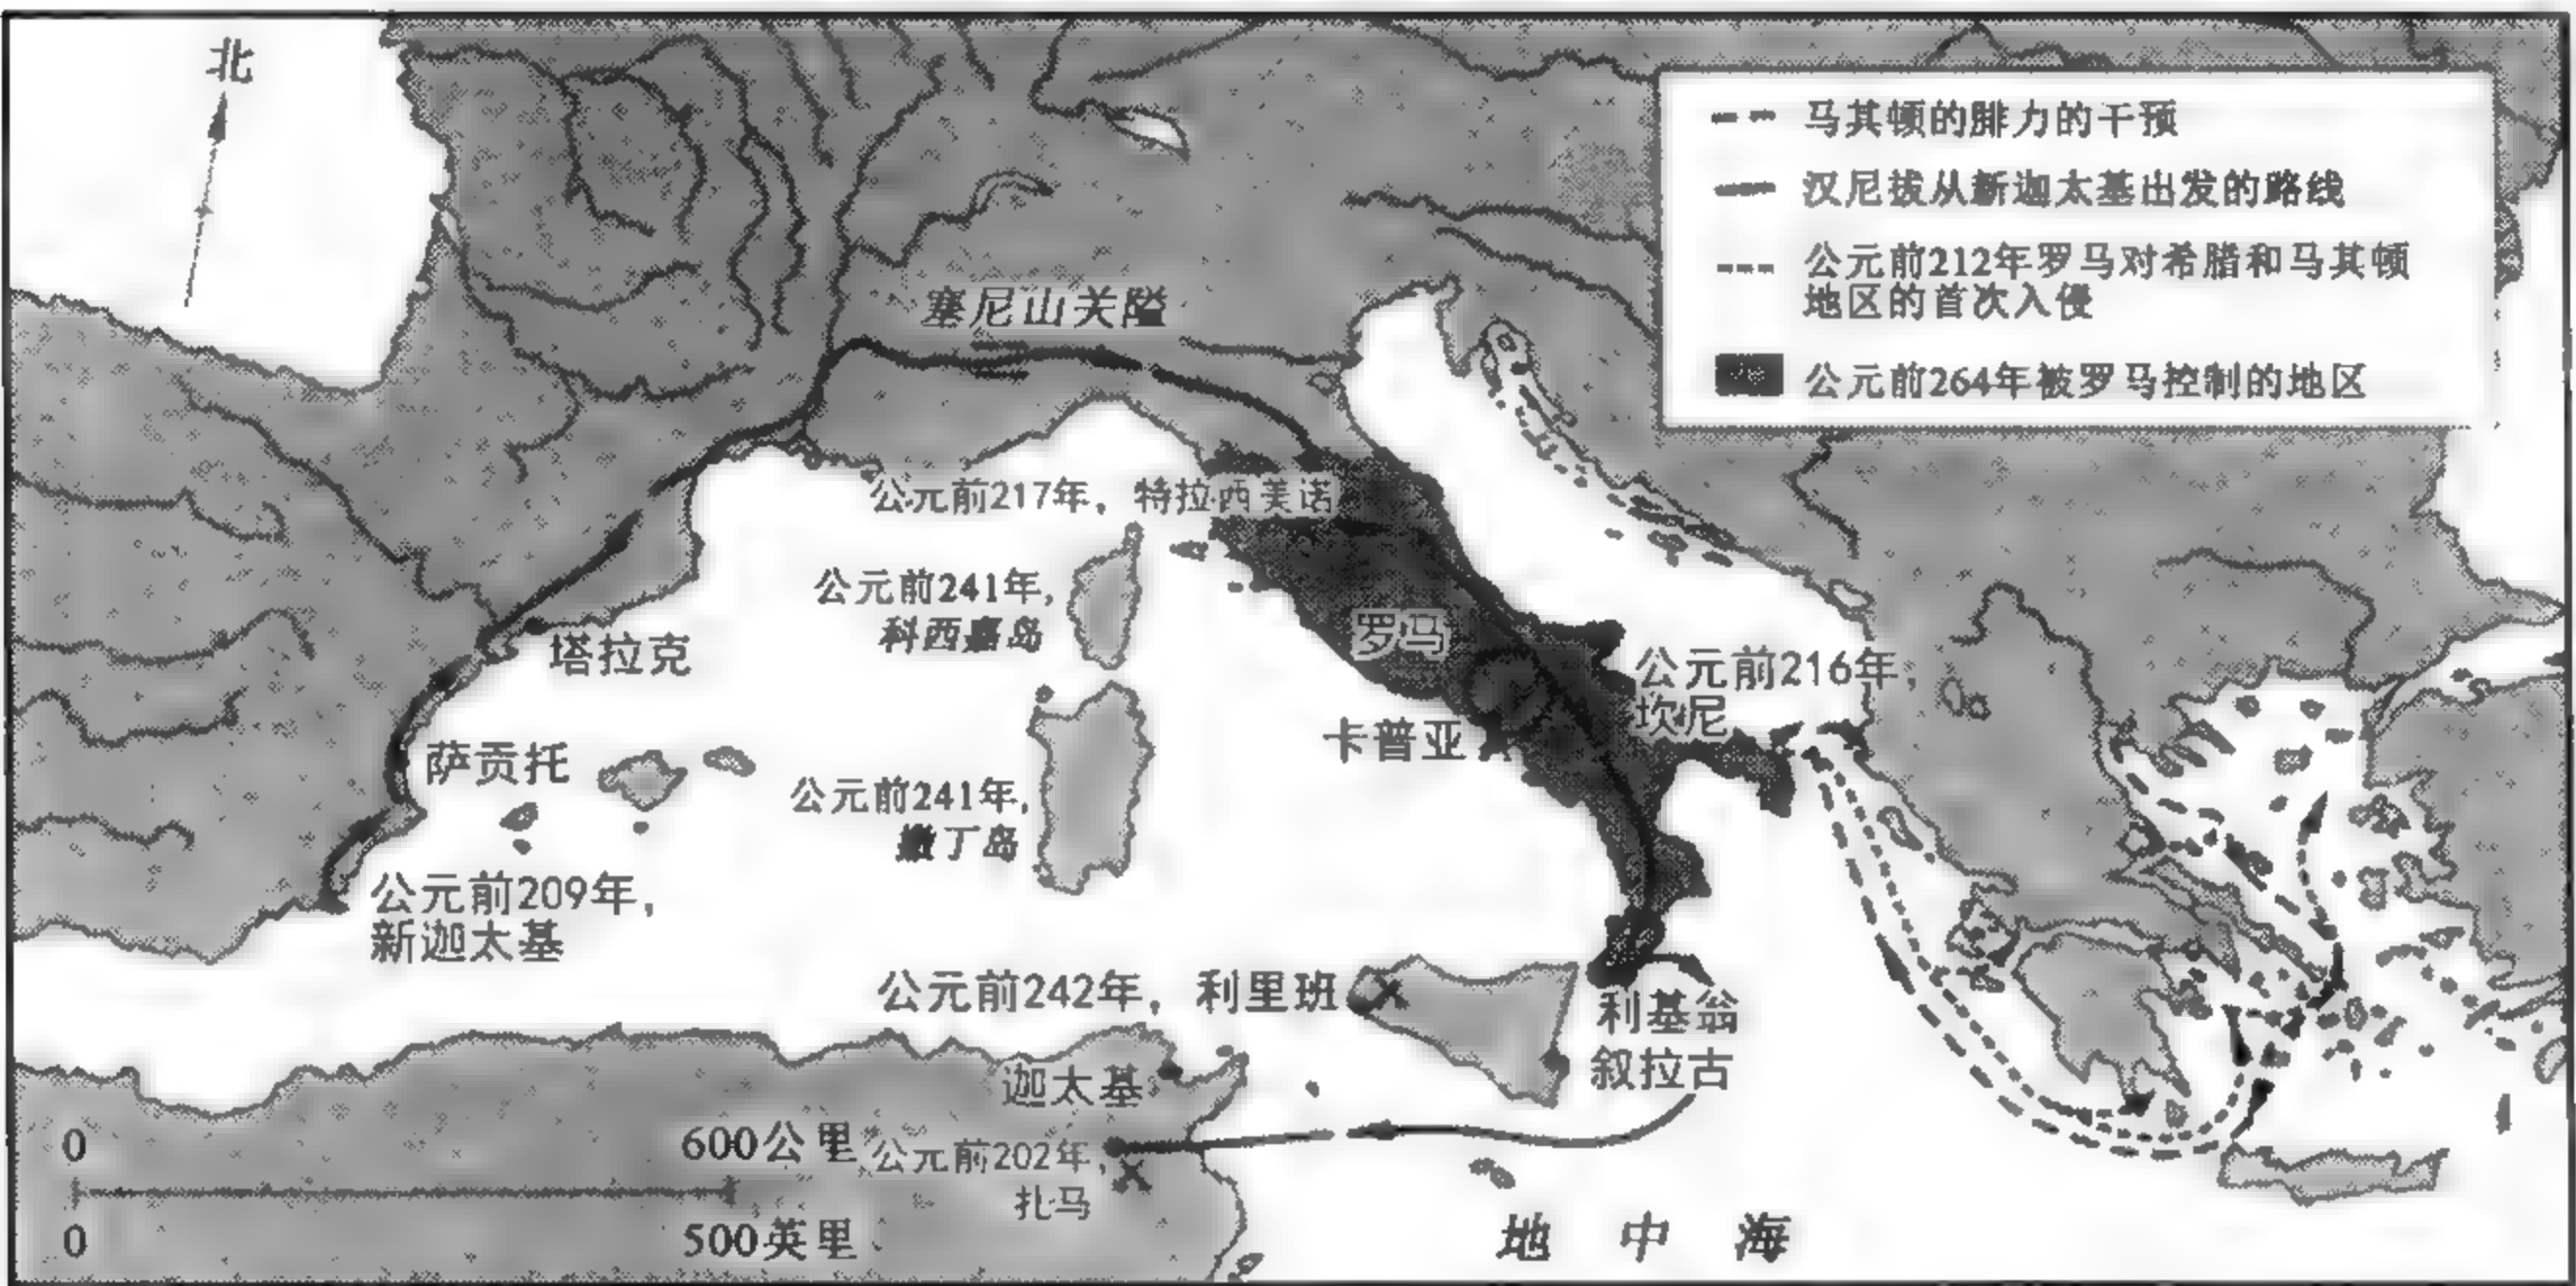 北
马其顿的腓力的干预
汉尼拔从新迦太基出发的路线
公元前212年罗马对希腊和马其顿
地区的首次入侵
公元前264年被罗马控制的地区
塞尼山关隘
公元前217年，特拉西美诺
公元前241年，
科西嘉岛
罗马
塔拉克
公元前216年，
坎尼
卡普亚
萨贡托
公元前241年，
撒丁岛
公元前209年，
新迦太基
公元前242年，利里班
利基翁
叙拉古
迦太基
0
600公里
公元前202年，
扎马
0
500英里
地中海